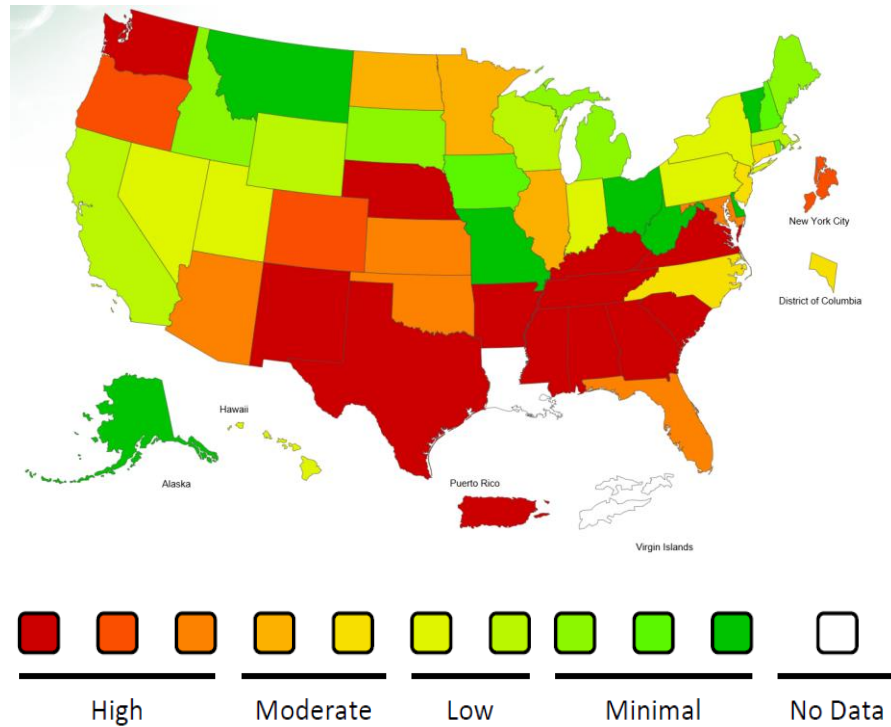 New York City
District of Columbia
Hawaii
Alaska
Puerto Rico
Virgin Islands
High Moderate Low Minimal No Data